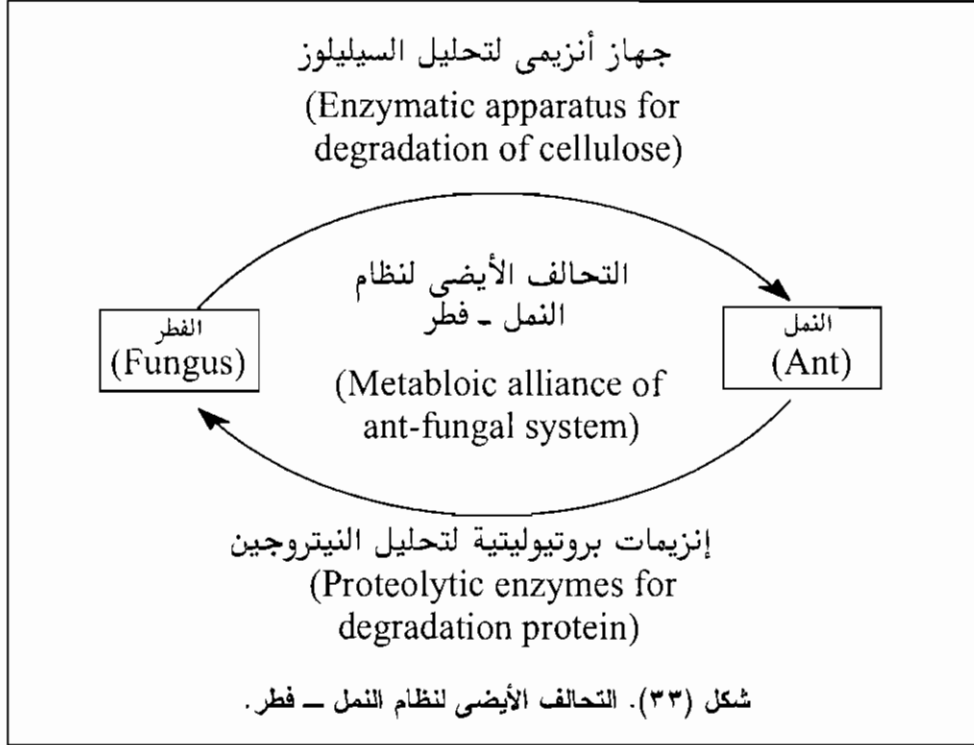 جهاز أنزيمى لتحليل السيليلوز
(Enzymatic apparatus for
degradation of cellulose)
التحالف الأيضى لنظام
النمل ـ فطر
الفطر
(Fungus)
النمل
(Ant)
(Metabloic alliance of
ant-fungal system)
إنزيمات بروتيوليتية لتحليل النيتروجين
(Proteolytic enzymes for
degradation protein)
شكل (٣٣). التحالف الأيضى لنظام النمل ـ فطر.